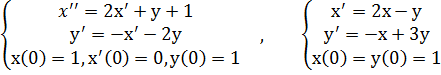 x'' = 2x' + y + 1
y' = −x' − 2y
x(0) = 1, x'(0) = 0, y(0) = 1
,
x' = 2x − y
y' = −x + 3y
x(0) = y(0) = 1